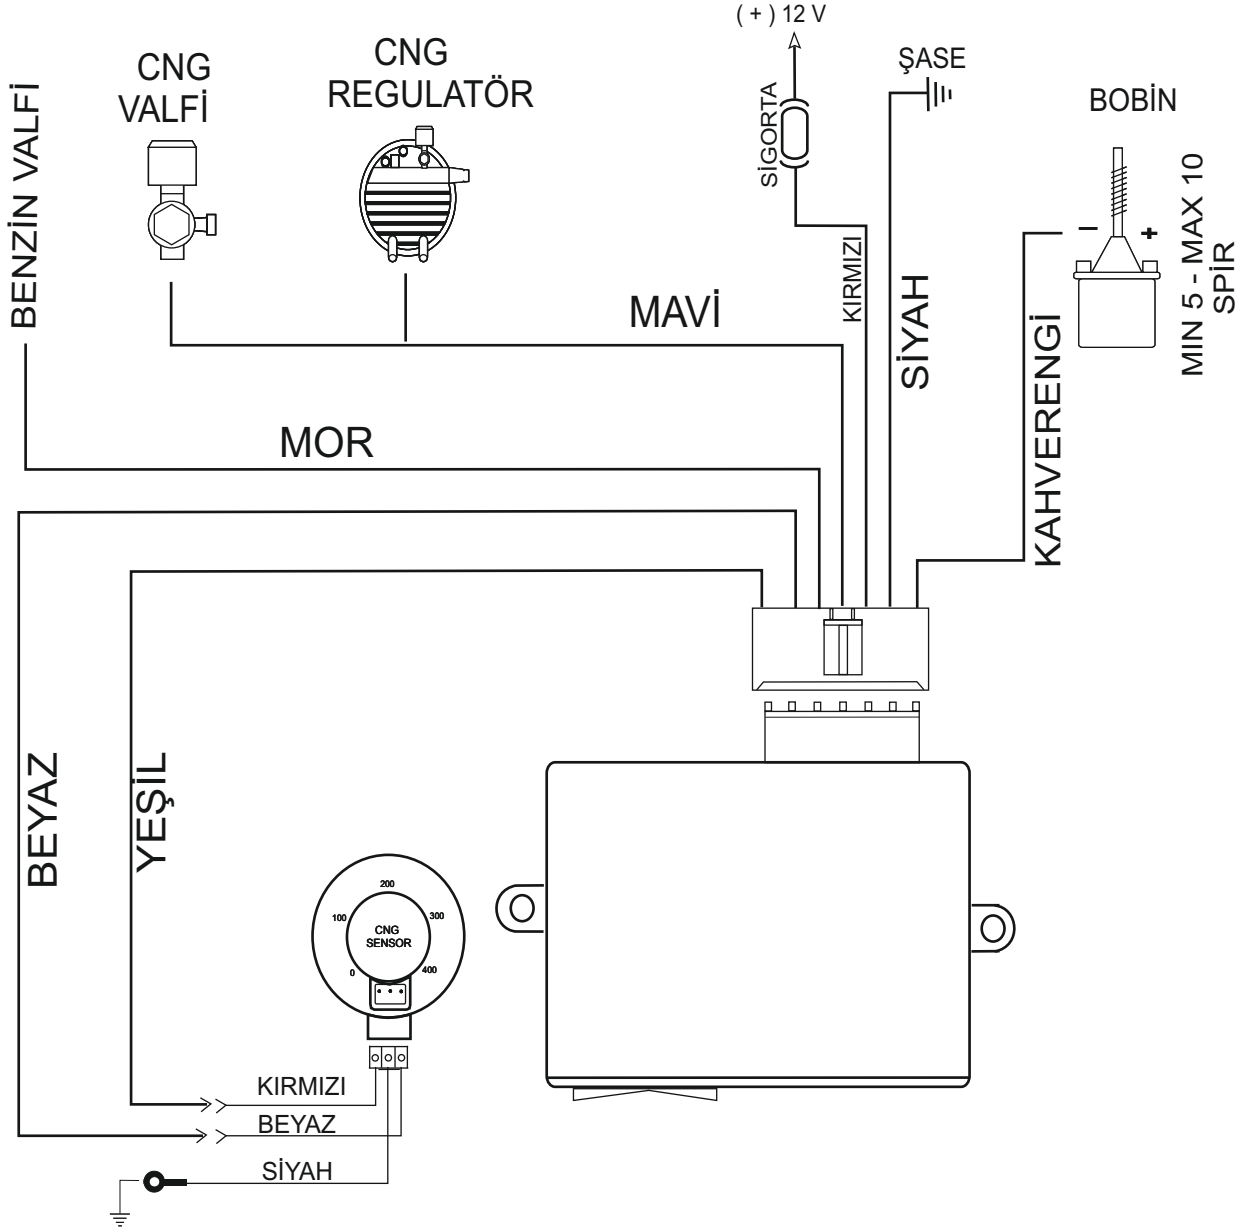 ( + ) 12 V
CNG
VALFİ
CNG
REGULATÖR
BENZİN VALFİ
SİGORTA
ŞASE
BOBİN
MIN 5 - MAX 10
SPİR
− +
KIRMIZI
SİYAH
MAVİ
KAHVERENGİ
MOR
BEYAZ
YEŞİL
200
100
300
CNG
SENSOR
0
400
KIRMIZI
BEYAZ
SİYAH